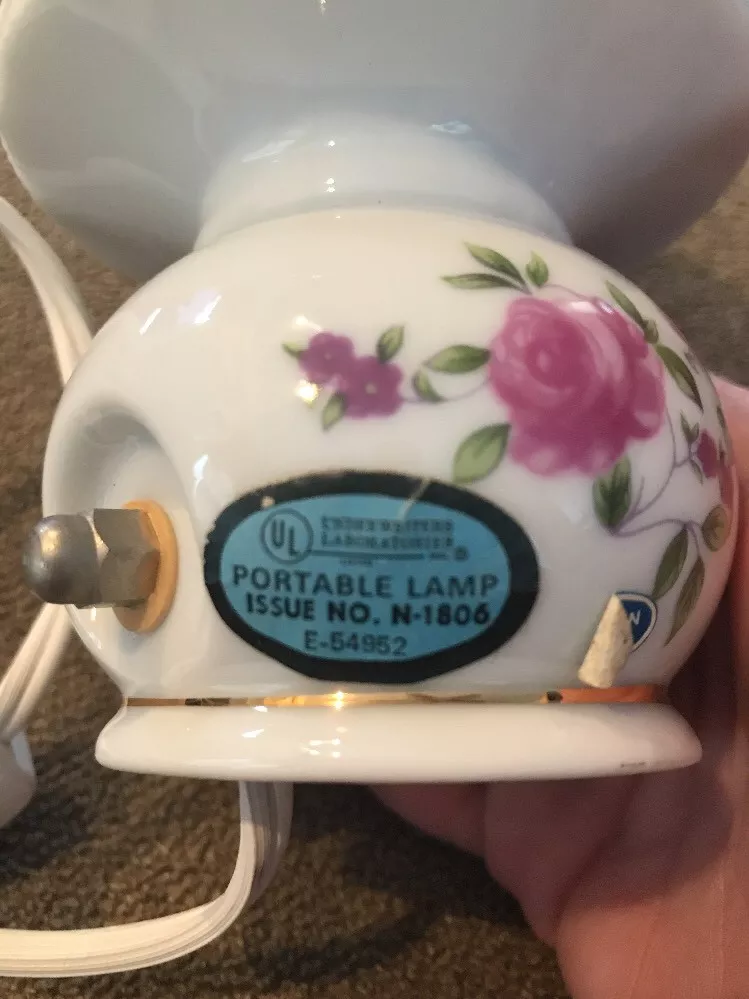 UL
UNDERWRITERS
LABORATORIES
PORTABLE LAMP
ISSUE NO. N-1806
E-54952
W